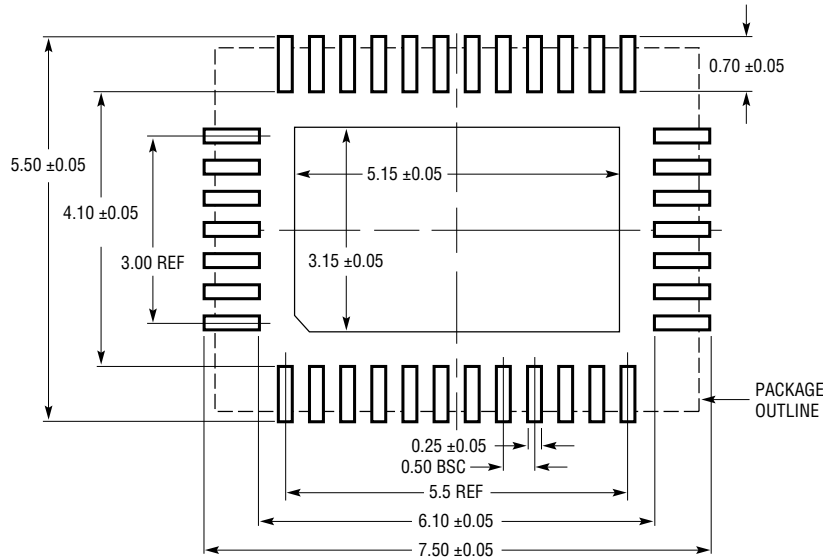 0.70 ±0.05
5.50 ±0.05
5.15 ±0.05
4.10 ±0.05
3.00 REF
3.15 ±0.05
PACKAGE
OUTLINE
0.25 ±0.05
0.50 BSC
5.5 REF
6.10 ±0.05
7.50 ±0.05